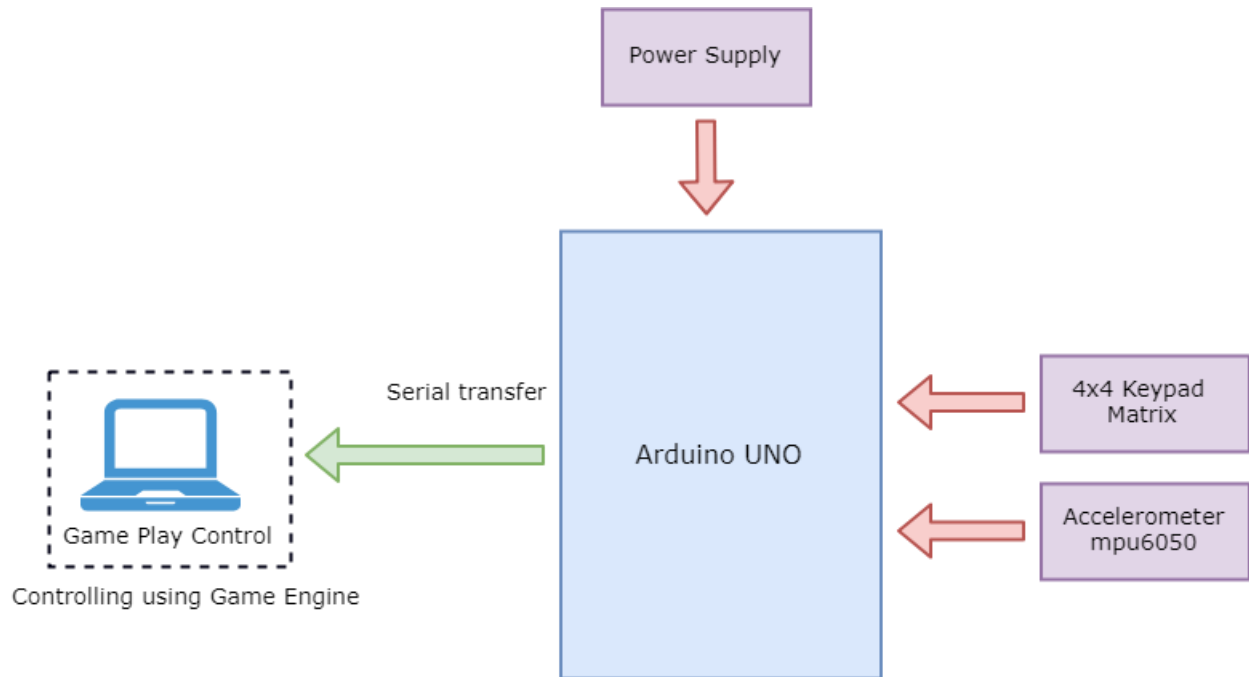 Power Supply
Serial transfer
4x4 Keypad
Matrix
Arduino UNO
Accelerometer
mpu6050
Game Play Control
Controlling using Game Engine